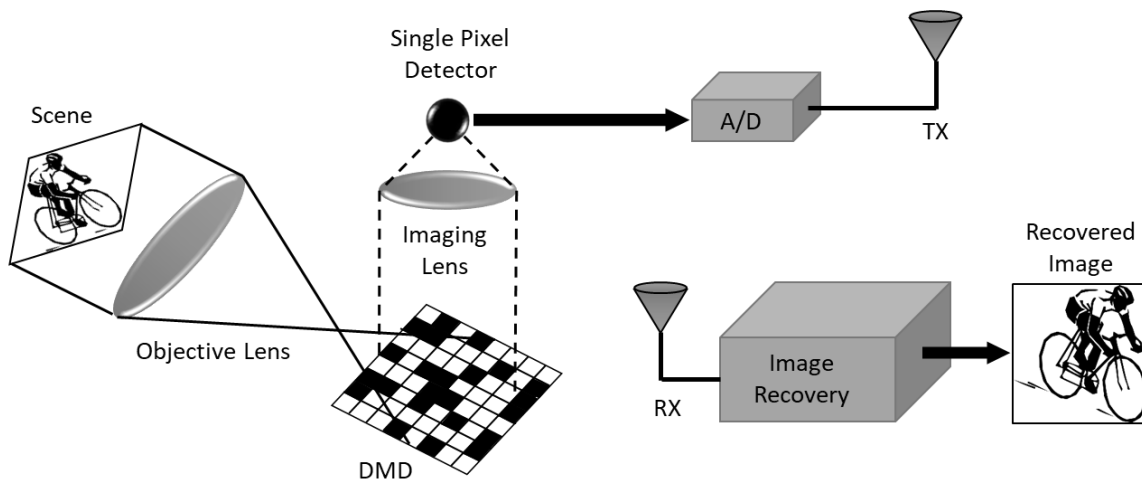 Single Pixel
Detector
Scene
A/D
TX
Imaging
Lens
Objective Lens
DMD
Recovered
Image
Image
Recovery
RX